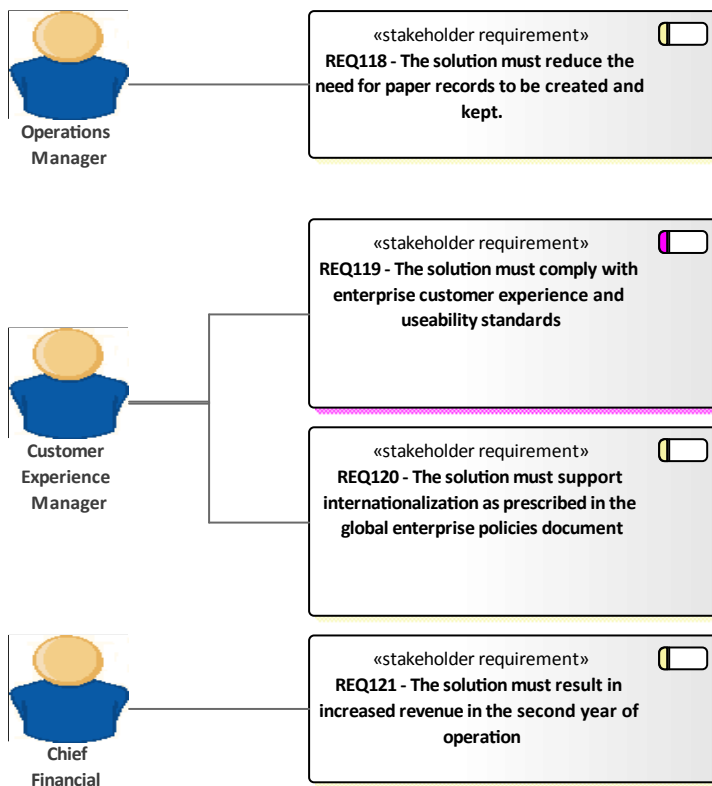 «stakeholder requirement»
REQ118 - The solution must reduce the
need for paper records to be created and
kept.
Operations
Manager
«stakeholder requirement»
REQ119 - The solution must comply with
enterprise customer experience and
useability standards
Customer
Experience
Manager
«stakeholder requirement»
REQ120 - The solution must support
internationalization as prescribed in the
global enterprise policies document
«stakeholder requirement»
REQ121 - The solution must result in
increased revenue in the second year of
operation
Chief
Financial